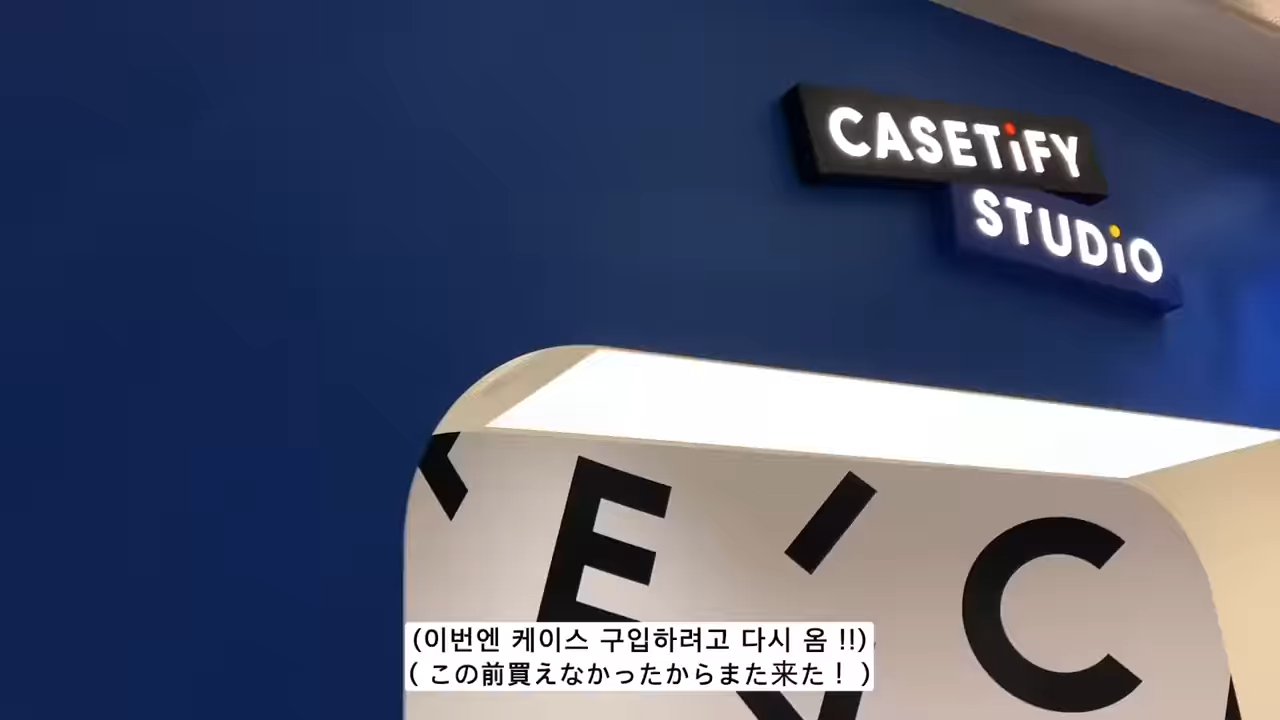 CASETiFY
STUDiO
E
C
(이번엔 케이스 구입하려고 다시 옴 !!)
( この前買えなかったからまた来た！ )